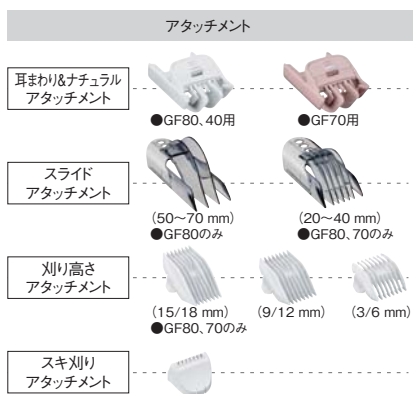 アタッチメント
耳まわり&ナチュラル
アタッチメント
●GF80、40用
●GF70用
スライド
アタッチメント
(50〜70 mm)
●GF80のみ
(20〜40 mm)
●GF80、70のみ
刈り高さ
アタッチメント
(15/18 mm)
●GF80、70のみ
(9/12 mm)
(3/6 mm)
スキ刈り
アタッチメント